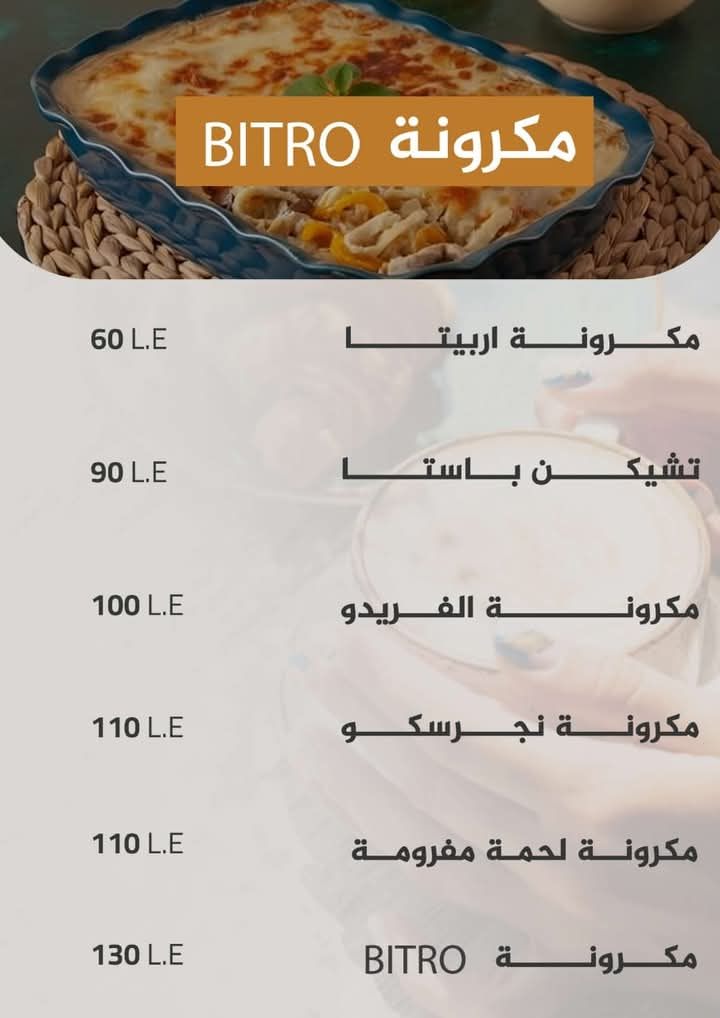 مكرونة BITRO
مكرونة اربيتا 60 L.E
تشيكن باستا 90 L.E
مكرونة الفريدو 100 L.E
مكرونة نجرسكو 110 L.E
مكرونة لحمة مفرومة 110 L.E
مكرونة BITRO 130 L.E